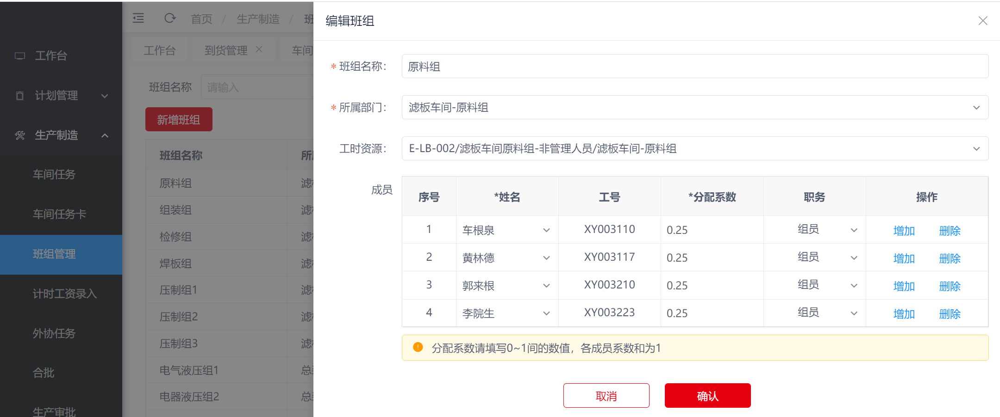 工作台
计划管理
生产制造
车间任务
车间任务卡
班组管理
计时工资录入
外协任务
合批
生产审批
首页 / 生产制造 / 班
工作台 到货管理 车间
班组名称 请输入
新增班组
班组名称
原料组 滤
组装组 滤
检修组 滤
焊板组 滤
压制组1 滤
压制组2 滤
压制组3 滤
电气液压组1 总
电器液压组2 总
编辑班组
* 班组名称： 原料组
* 所属部门： 滤板车间-原料组
工时资源： E-LB-002/滤板车间原料组-非管理人员/滤板车间-原料组
成员
序号 *姓名 工号 *分配系数 职务 操作
1 车根泉 XY003110 0.25 组员 增加 删除
2 黄林德 XY003117 0.25 组员 增加 删除
3 郭来根 XY003210 0.25 组员 增加 删除
4 李院生 XY003223 0.25 组员 增加 删除
分配系数请填写0~1间的数值，各成员系数和为1
取消 确认